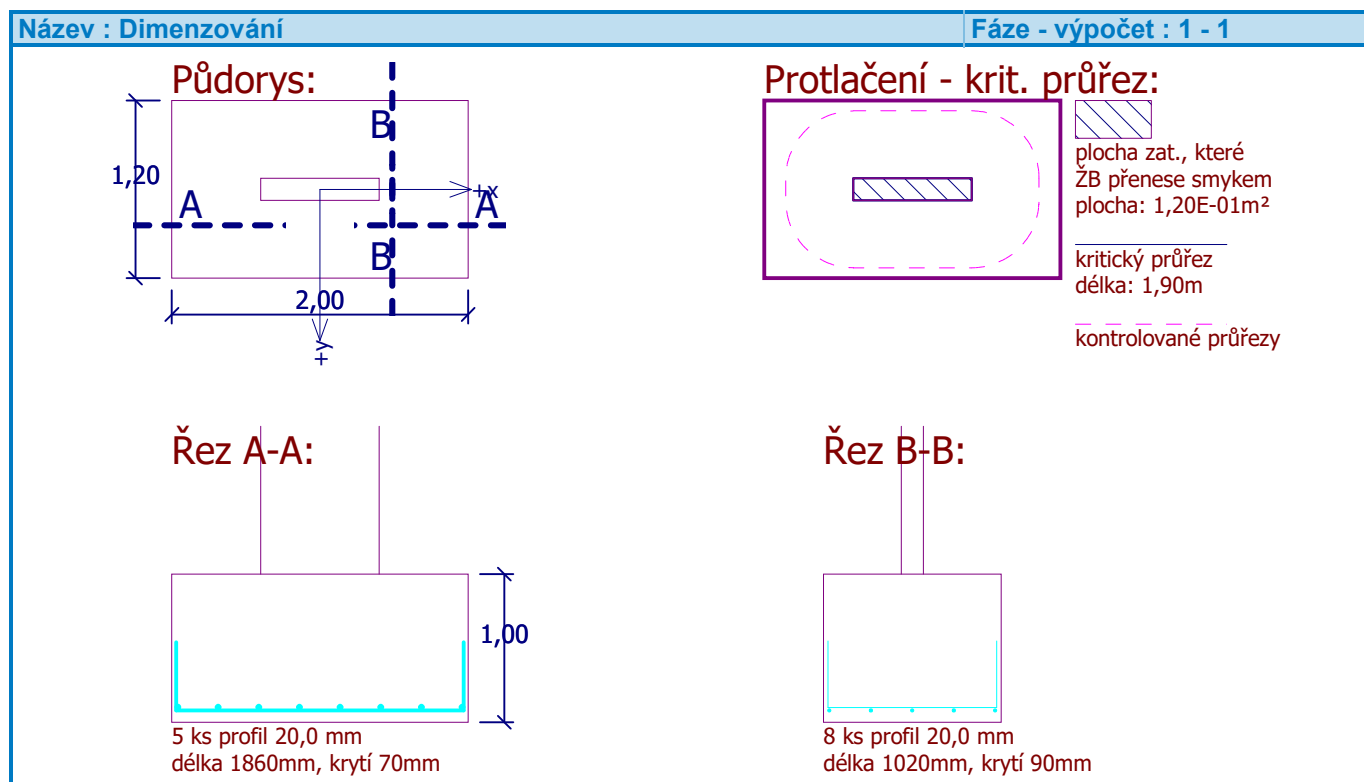 Název : Dimenzování
Fáze - výpočet : 1 - 1
Půdorys:
B
1,20
A
+x
A
B
2,00
+y
Protlačení - krit. průřez:
plocha zat., které
ŽB přenese smykem
plocha: 1,20E-01m²
kritický průřez
délka: 1,90m
kontrolované průřezy
Řez A-A:
1,00
5 ks profil 20,0 mm
délka 1860mm, krytí 70mm
Řez B-B:
8 ks profil 20,0 mm
délka 1020mm, krytí 90mm